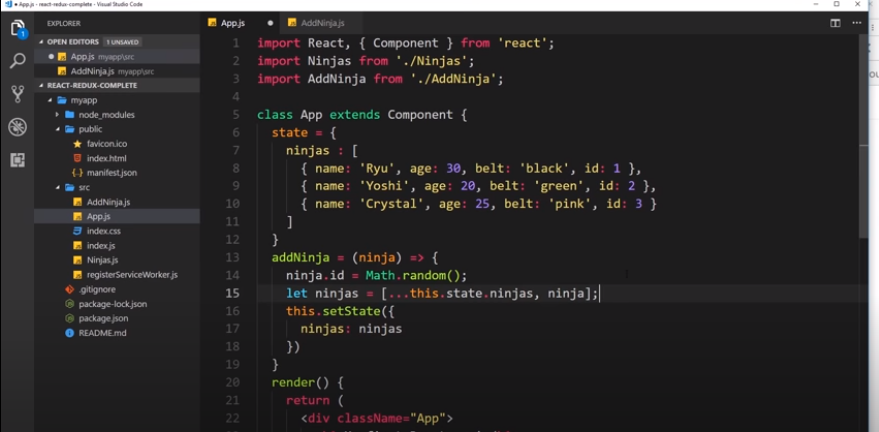 App.js - react-redux-complete - Visual Studio Code
EXPLORER
OPEN EDITORS 1 UNSAVED
App.js myapp\src
AddNinja.js myapp\src
REACT-REDUX-COMPLETE
myapp
node_modules
public
favicon.ico
index.html
manifest.json
src
AddNinja.js
App.js
index.css
index.js
Ninjas.js
registerServiceWorker.js
.gitignore
package-lock.json
package.json
README.md
1
App.js
AddNinja.js
1 import React, { Component } from 'react';
2 import Ninjas from './Ninjas';
3 import AddNinja from './AddNinja';
4
5 class App extends Component {
6 state = {
7 ninjas : [
8 { name: 'Ryu', age: 30, belt: 'black', id: 1 },
9 { name: 'Yoshi', age: 20, belt: 'green', id: 2 },
10 { name: 'Crystal', age: 25, belt: 'pink', id: 3 }
11 ]
12 }
13 addNinja = (ninja) => {
14 ninja.id = Math.random();
15 let ninjas = [...this.state.ninjas, ninja];
16 this.setState({
17 ninjas: ninjas
18 })
19 }
20 render() {
21 return (
22 <div className="App">